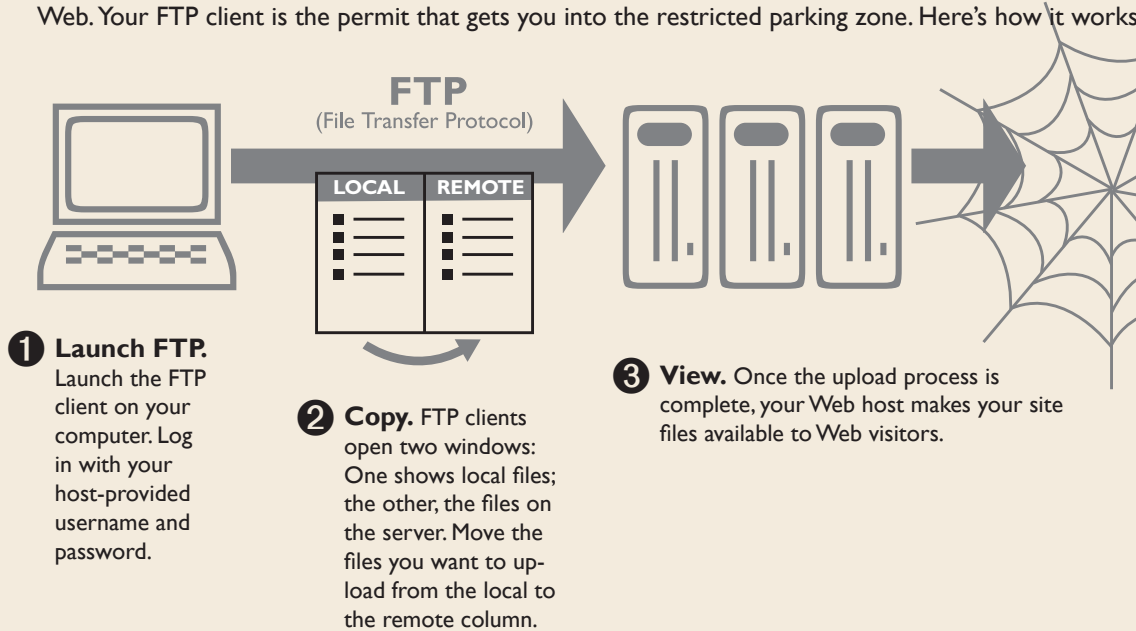 Web. Your FTP client is the permit that gets you into the restricted parking zone. Here's how it works
FTP
(File Transfer Protocol)
LOCAL REMOTE
❶ Launch FTP.
Launch the FTP
client on your
computer. Log
in with your
host-provided
username and
password.
❷ Copy. FTP clients
open two windows:
One shows local files;
the other, the files on
the server. Move the
files you want to up-
load from the local to
the remote column.
❸ View. Once the upload process is
complete, your Web host makes your site
files available to Web visitors.